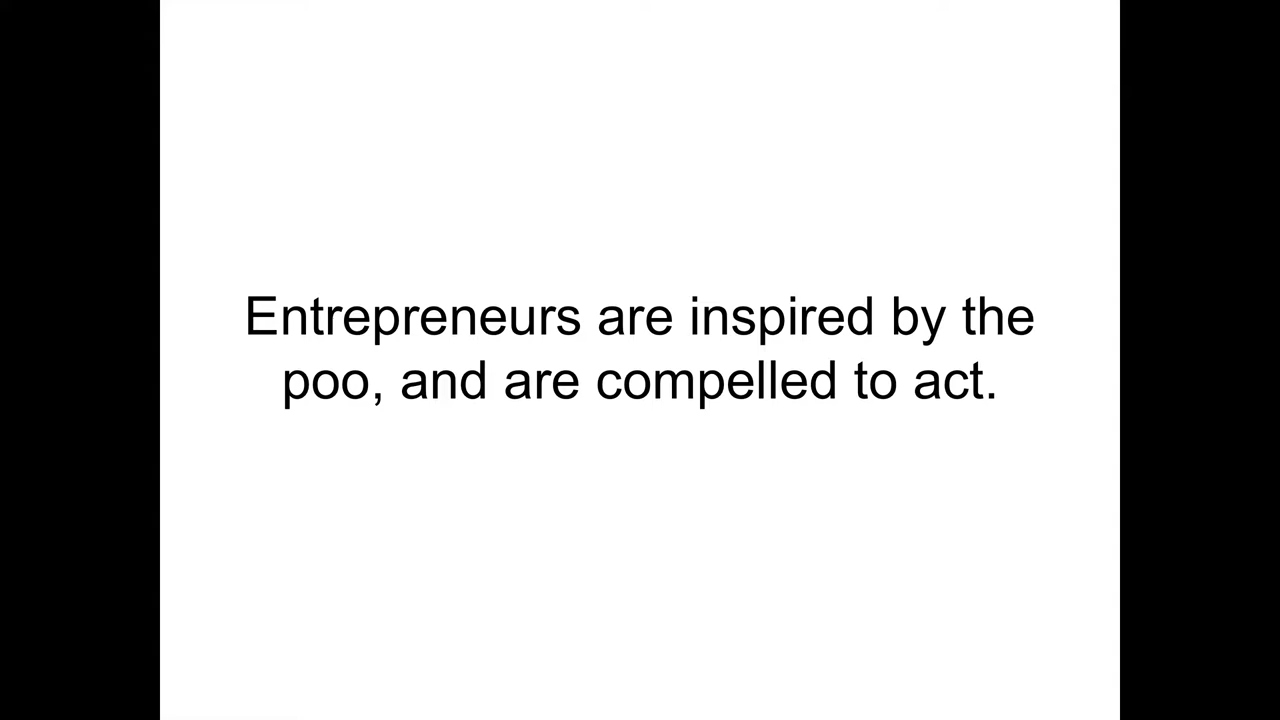 Entrepreneurs are inspired by the
poo, and are compelled to act.